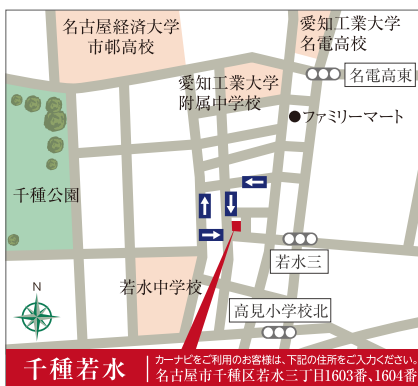 名古屋経済大学
市邨高校
愛知工業大学
名電高校
名電高東
愛知工業大学
附属中学校
ファミリーマート
千種公園
若水三
若水中学校
高見小学校北
N
千種若水
カーナビをご利用のお客様は、下記の住所をご入力ください。
名古屋市千種区若水三丁目1603番、1604番